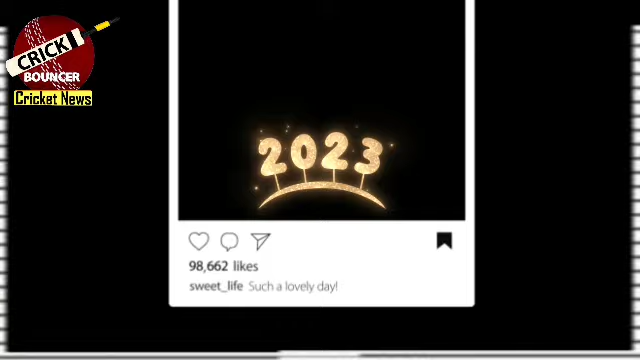 CRICK
BOUNCER
Cricket News
2023
98,662 likes
sweet_life Such a lovely day!